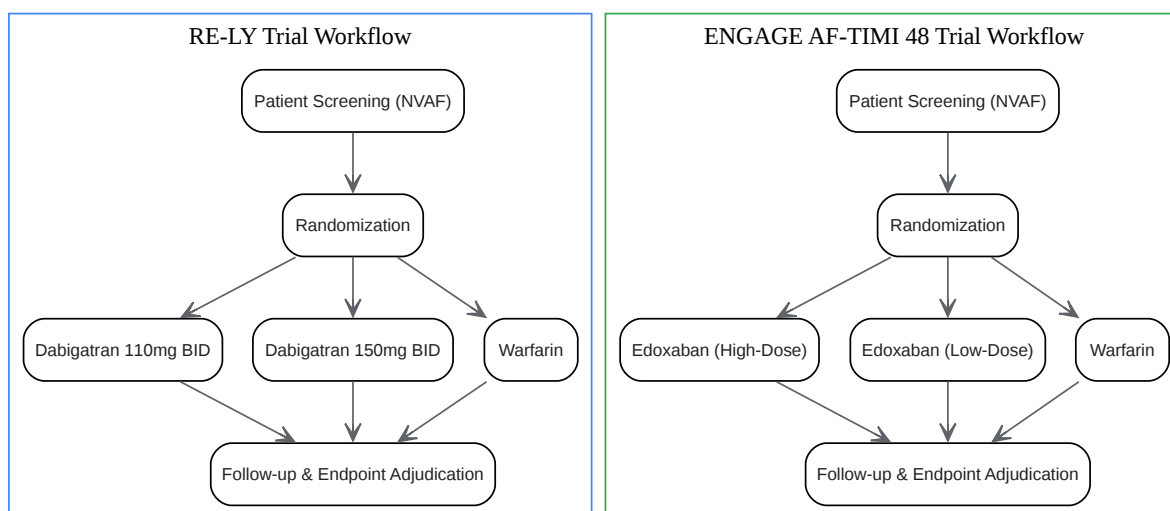 RE-LY Trial Workflow
Patient Screening (NVAF)
Randomization
Dabigatran 110mg BID
Dabigatran 150mg BID
Warfarin
Follow-up & Endpoint Adjudication
ENGAGE AF-TIMI 48 Trial Workflow
Patient Screening (NVAF)
Randomization
Edoxaban (High-Dose)
Edoxaban (Low-Dose)
Warfarin
Follow-up & Endpoint Adjudication